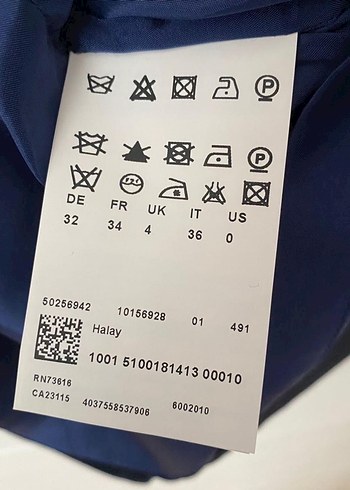 P
P
DE FR UK IT US
32 34 4 36 0
50256942 10156928 01 491
Halay
1001 5100181413 00010
RN73616
CA23115 4037558537906 6002010